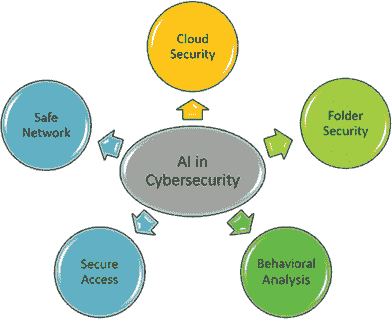 Cloud
Security
Safe
Network
Folder
Security
AI in
Cybersecurity
Secure
Access
Behavioral
Analysis